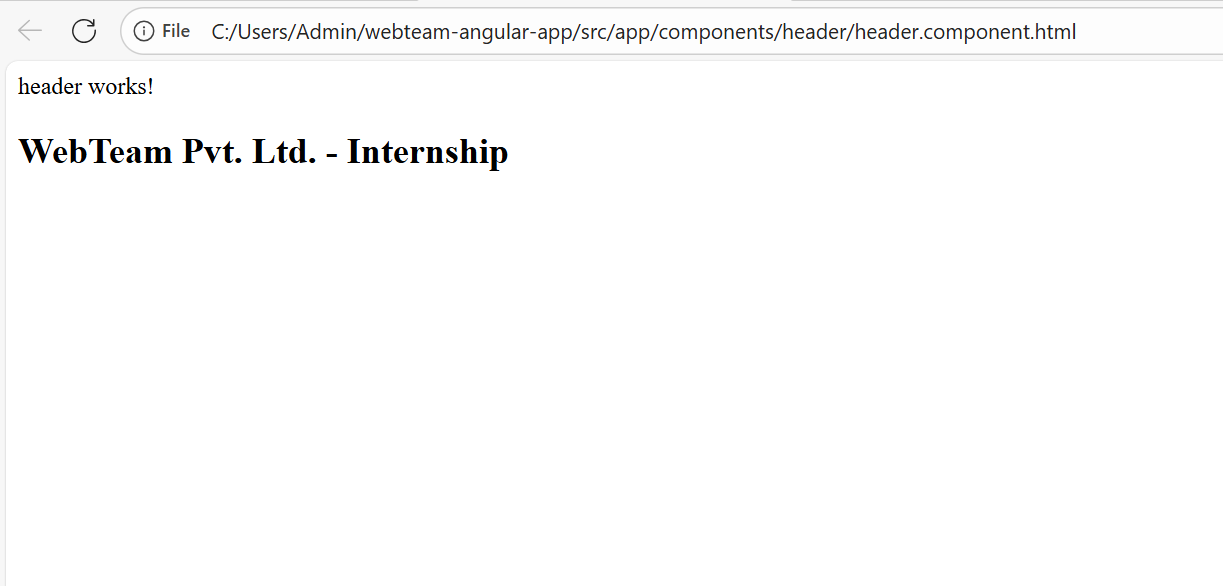 File C:/Users/Admin/webteam-angular-app/src/app/components/header/header.component.html
header works!
WebTeam Pvt. Ltd. - Internship